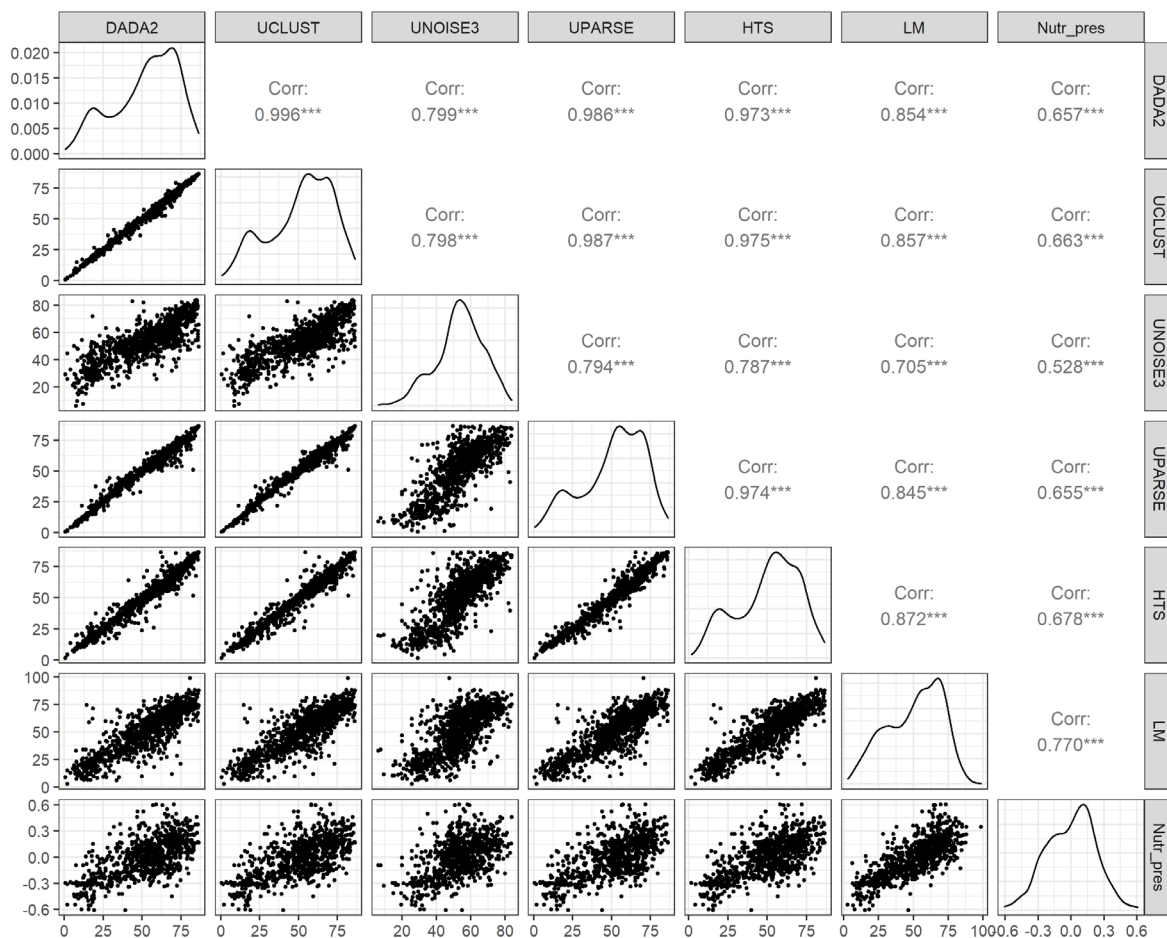 DADA2 UCLUST UNOISE3 UPARSE HTS LM Nutr_pres
0.020
0.015
0.010
0.005
0.000
Corr: Corr: Corr: Corr: Corr: Corr:
0.996*** 0.799*** 0.986*** 0.973*** 0.854*** 0.657***
DADA2
75
50
25
0
Corr: Corr: Corr: Corr: Corr:
0.798*** 0.987*** 0.975*** 0.857*** 0.663***
UCLUST
80
60
40
20
Corr: Corr: Corr: Corr:
0.794*** 0.787*** 0.705*** 0.528***
UNOISE3
75
50
25
0
Corr: Corr: Corr:
0.974*** 0.845*** 0.655***
UPARSE
75
50
25
0
Corr: Corr:
0.872*** 0.678***
HTS
100
75
50
25
0
Corr:
0.770***
LM
0.6
0.3
0.0
-0.3
-0.6
Nutr_pres
0 25 50 75 0 25 50 75 20 40 60 80 0 25 50 75 0 25 50 75 0 25 50 75 100 -0.6 -0.3 0.0 0.3 0.6